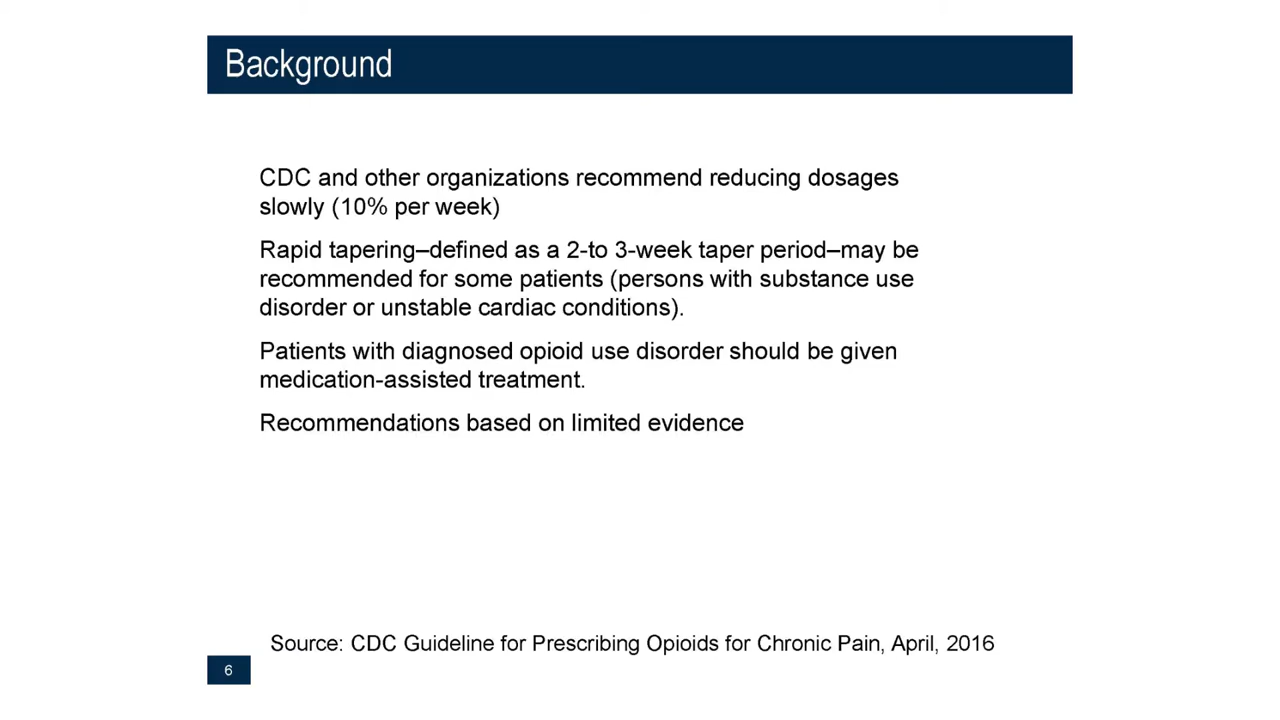 Background
CDC and other organizations recommend reducing dosages
slowly (10% per week)
Rapid tapering–defined as a 2-to 3-week taper period–may be
recommended for some patients (persons with substance use
disorder or unstable cardiac conditions).
Patients with diagnosed opioid use disorder should be given
medication-assisted treatment.
Recommendations based on limited evidence
Source: CDC Guideline for Prescribing Opioids for Chronic Pain, April, 2016
6